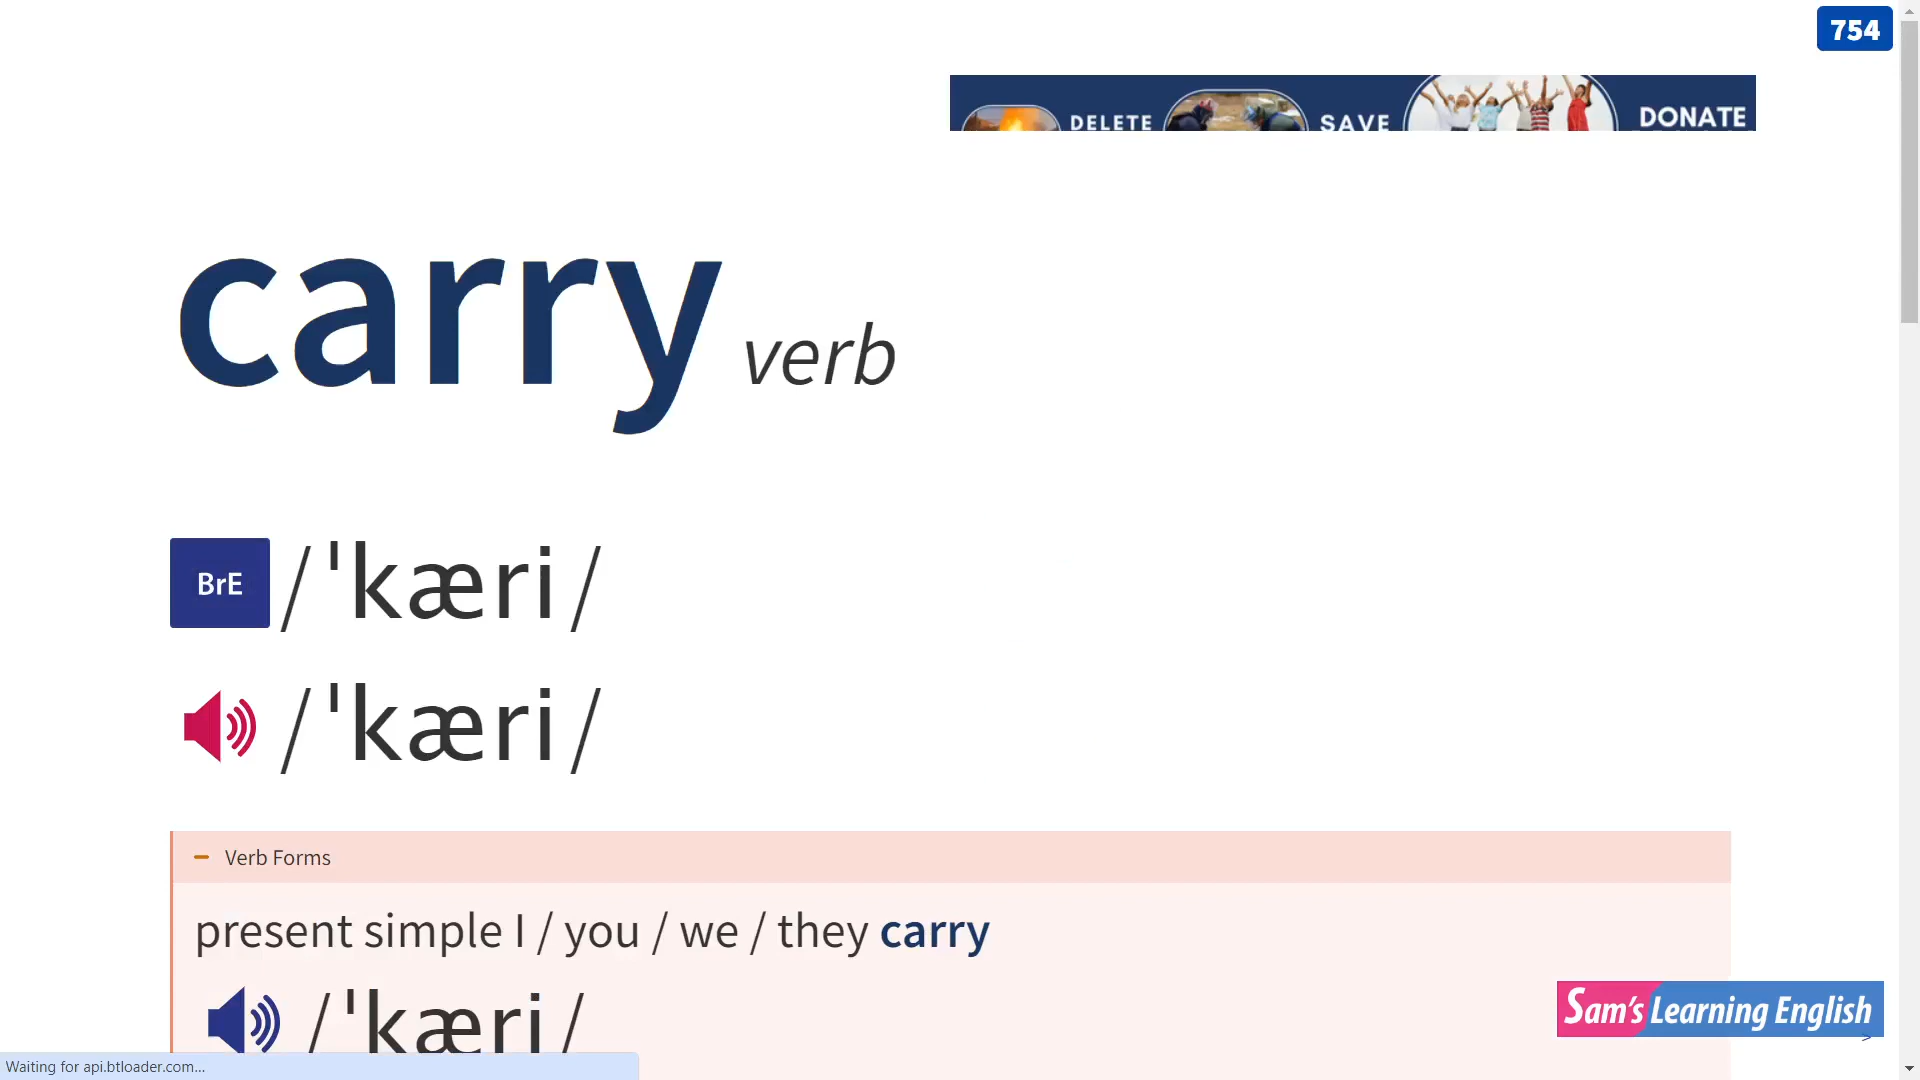 754
DELETE
SAVE
DONATE
carry verb
BrE /ˈkæri/
/ˈkæri/
Verb Forms
present simple I / you / we / they carry
/ˈkæri/
Sam's Learning English
>
Waiting for api.btloader.com...